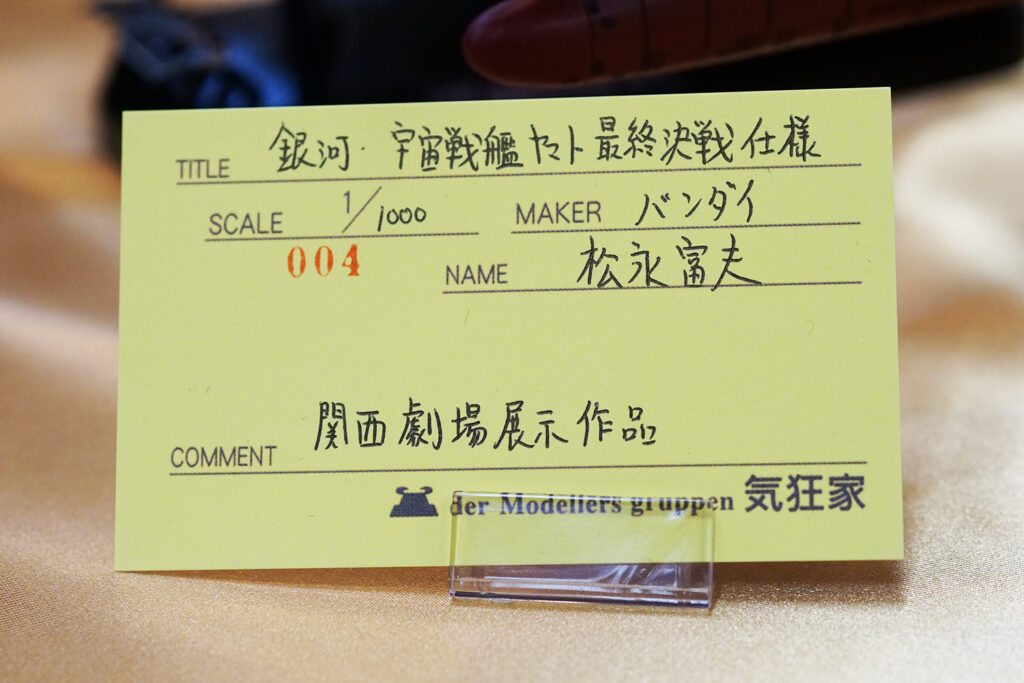 TITLE 銀河・宇宙戦艦ヤマト最終決戦仕様
SCALE 1/1000 MAKER バンダイ
004
NAME 松永富夫
COMMENT 関西劇場展示作品
der Modellers gruppen 気狂家